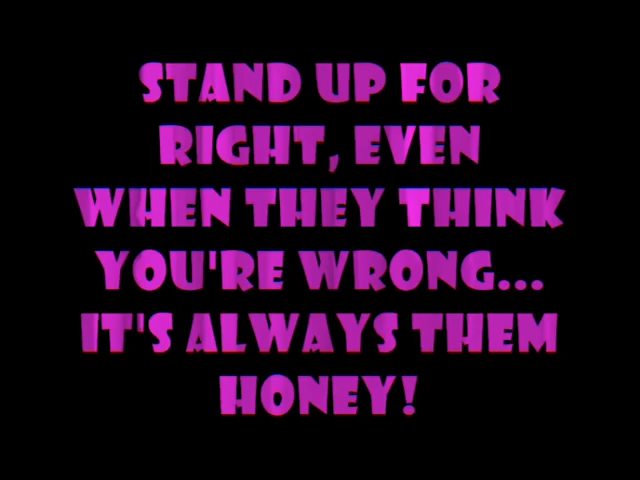 STAND UP FOR
RIGHT, EVEN
WHEN THEY THINK
YOU'RE WRONG...
IT'S ALWAYS THEM
HONEY!